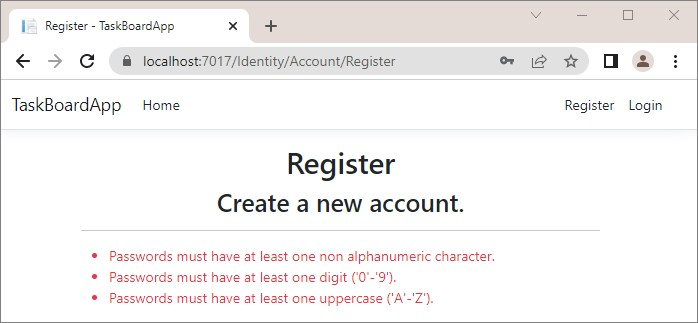 Register - TaskBoardApp
localhost:7017/Identity/Account/Register
TaskBoardApp Home Register Login
Register
Create a new account.
Passwords must have at least one non alphanumeric character.
Passwords must have at least one digit ('0'-'9').
Passwords must have at least one uppercase ('A'-'Z').